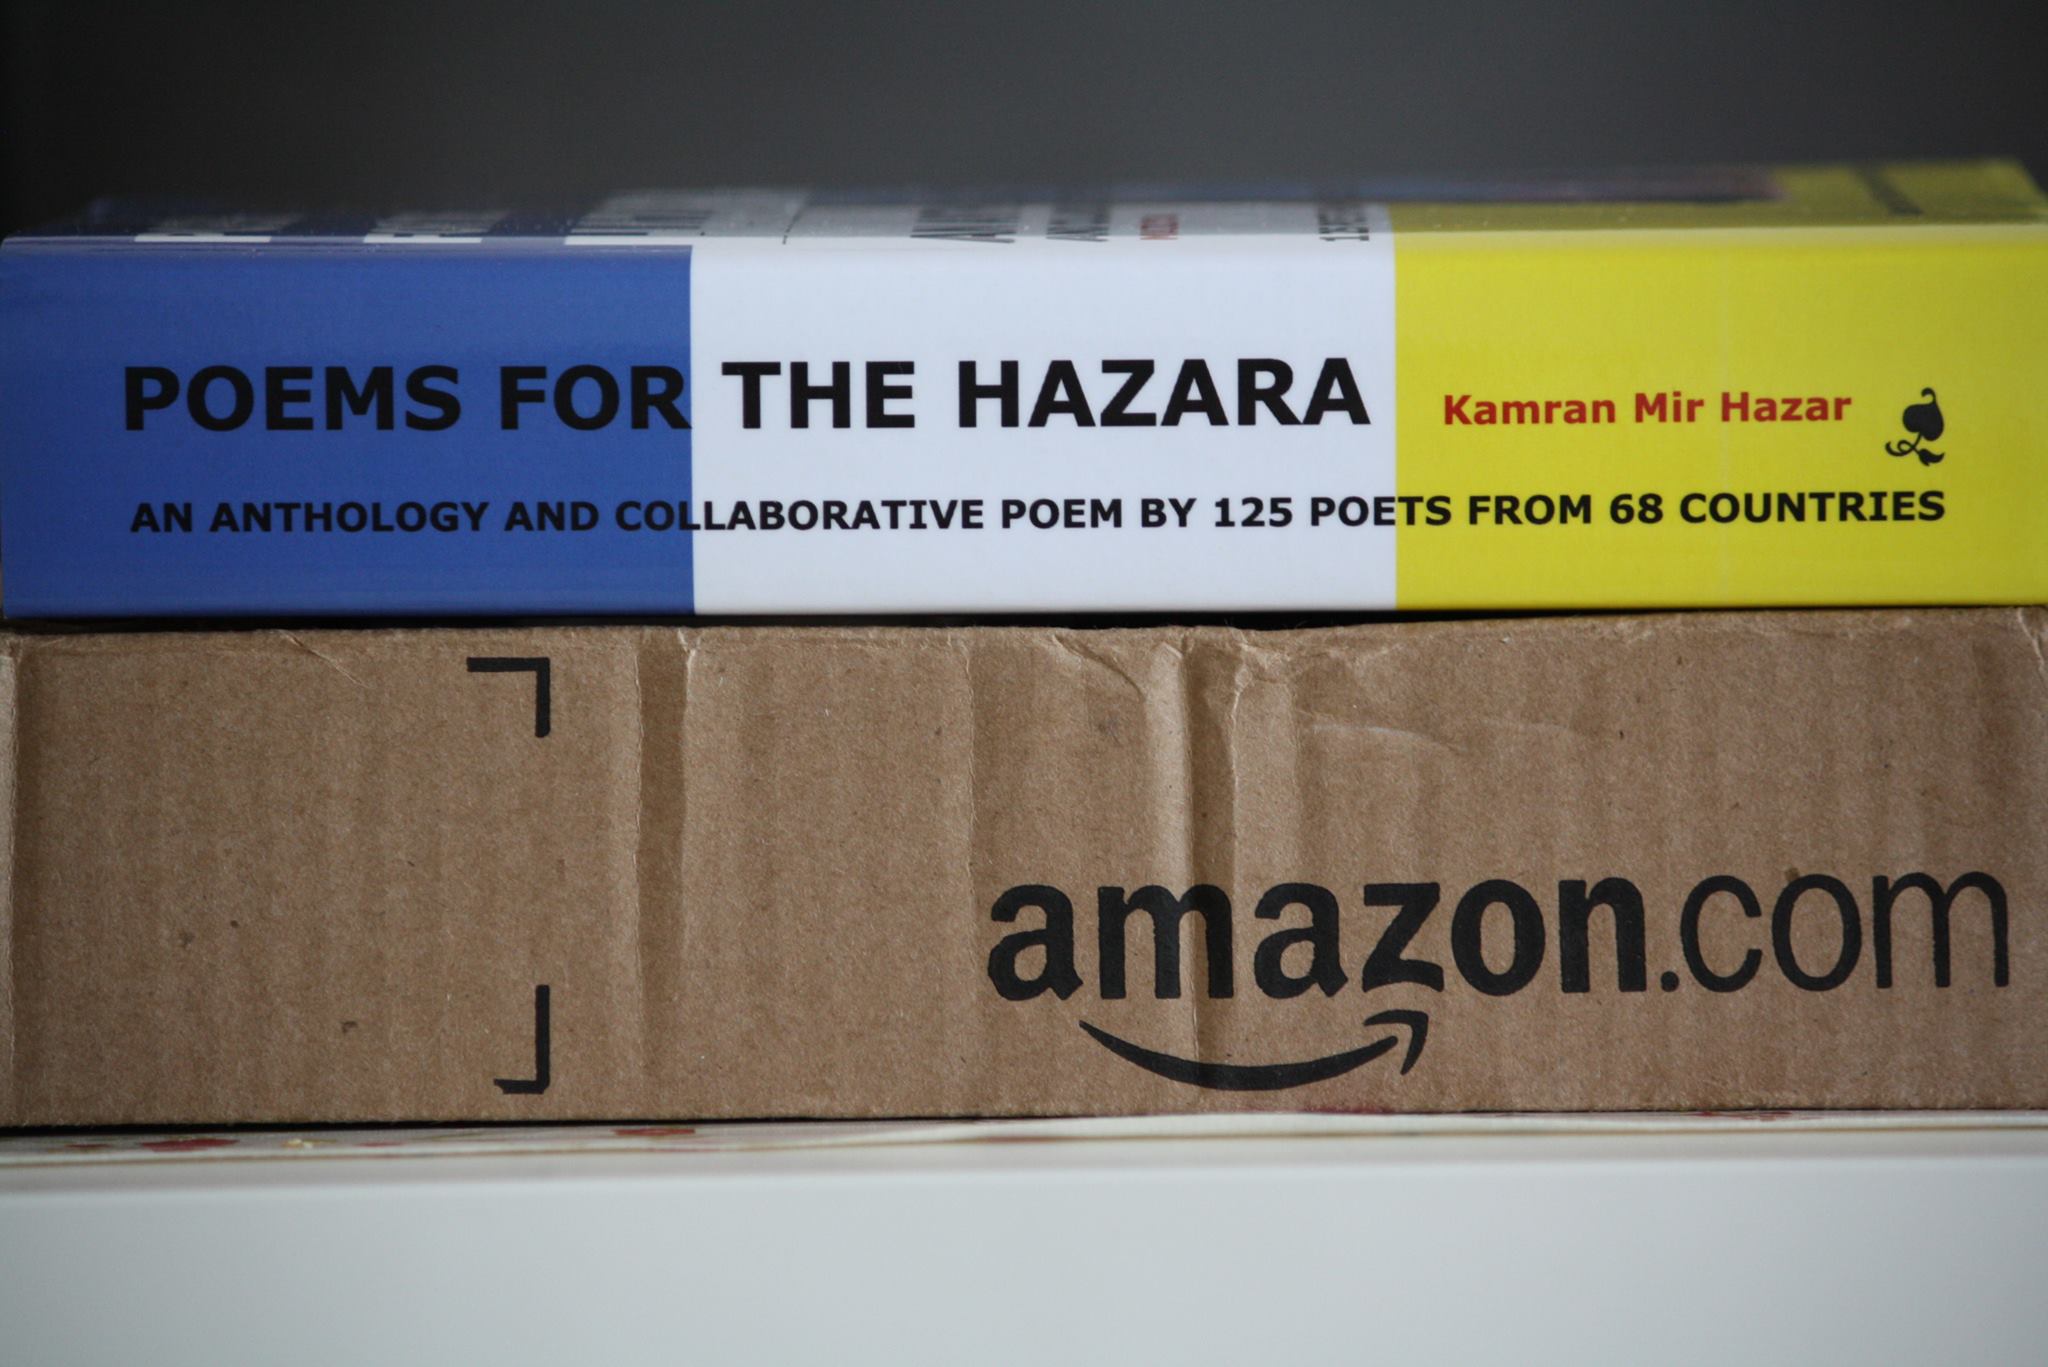 POEMS FOR THE HAZARA
Kamran Mir Hazar
AN ANTHOLOGY AND COLLABORATIVE POEM BY 125 POETS FROM 68 COUNTRIES
amazon.com